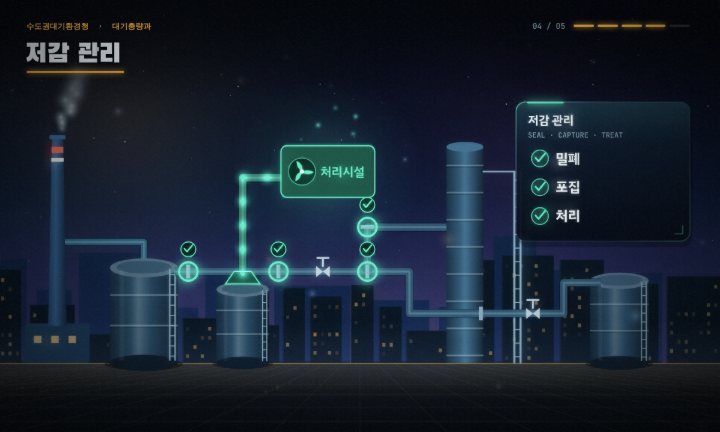 수도권대기환경청 · 대기총량과
04 / 05
저감 관리
처리시설
저감 관리
SEAL · CAPTURE · TREAT
밀폐
포집
처리